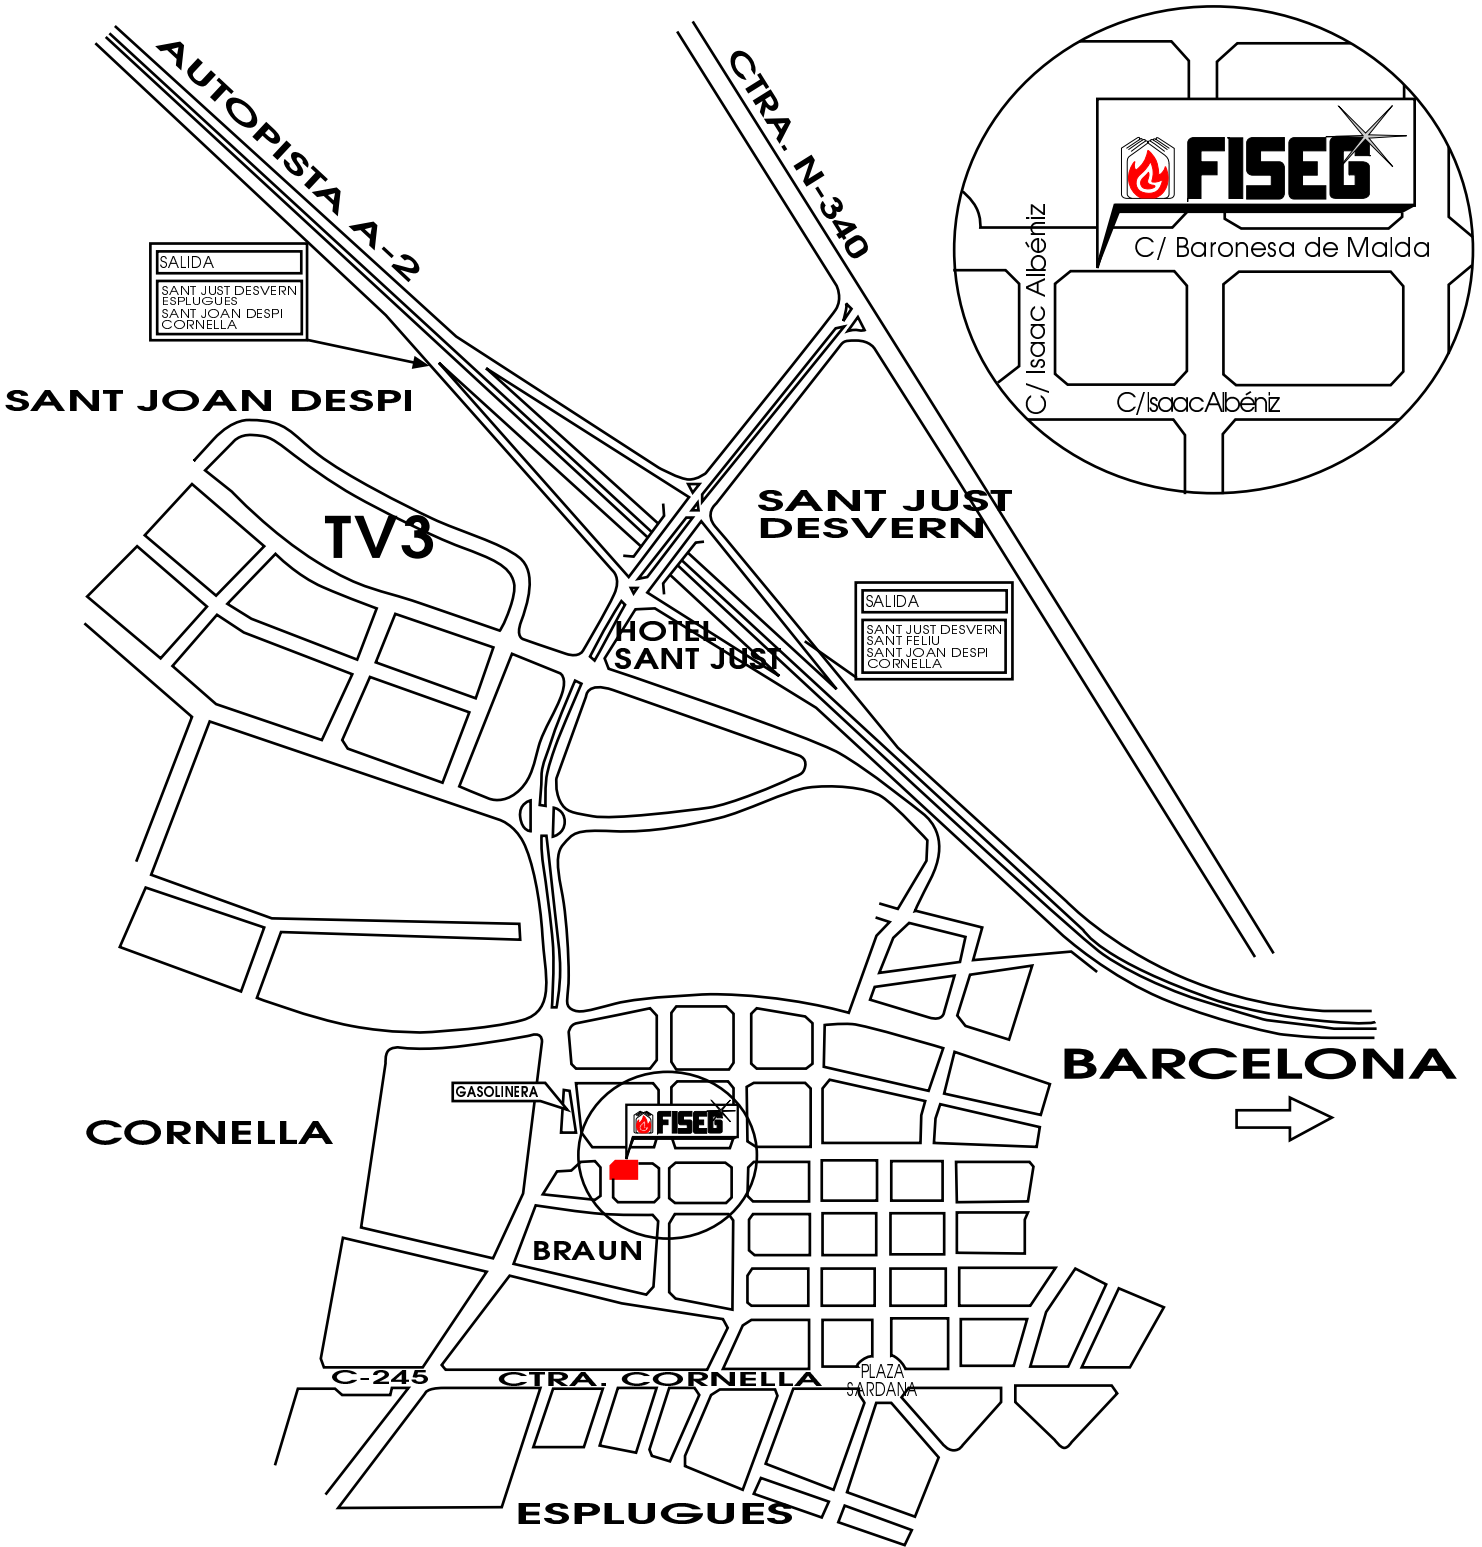 AUTOPISTA A-2
CTRA. N-340
FISEG
C/ Baronesa de Malda
C/ Isaac Albéniz
C/Isaac Albéniz
SALIDA
SANT JUST DESVERN
ESPLUGUES
SANT JOAN DESPI
CORNELLA
SANT JOAN DESPI
TV3
SANT JUST
DESVERN
SALIDA
SANT JUST DESVERN
SANT FELIU
SANT JOAN DESPI
CORNELLA
HOTEL
SANT JUST
BARCELONA
GASOLINERA
FISEG
CORNELLA
BRAUN
C-245
CTRA. CORNELLA
PLAZA
SARDANA
ESPLUGUES